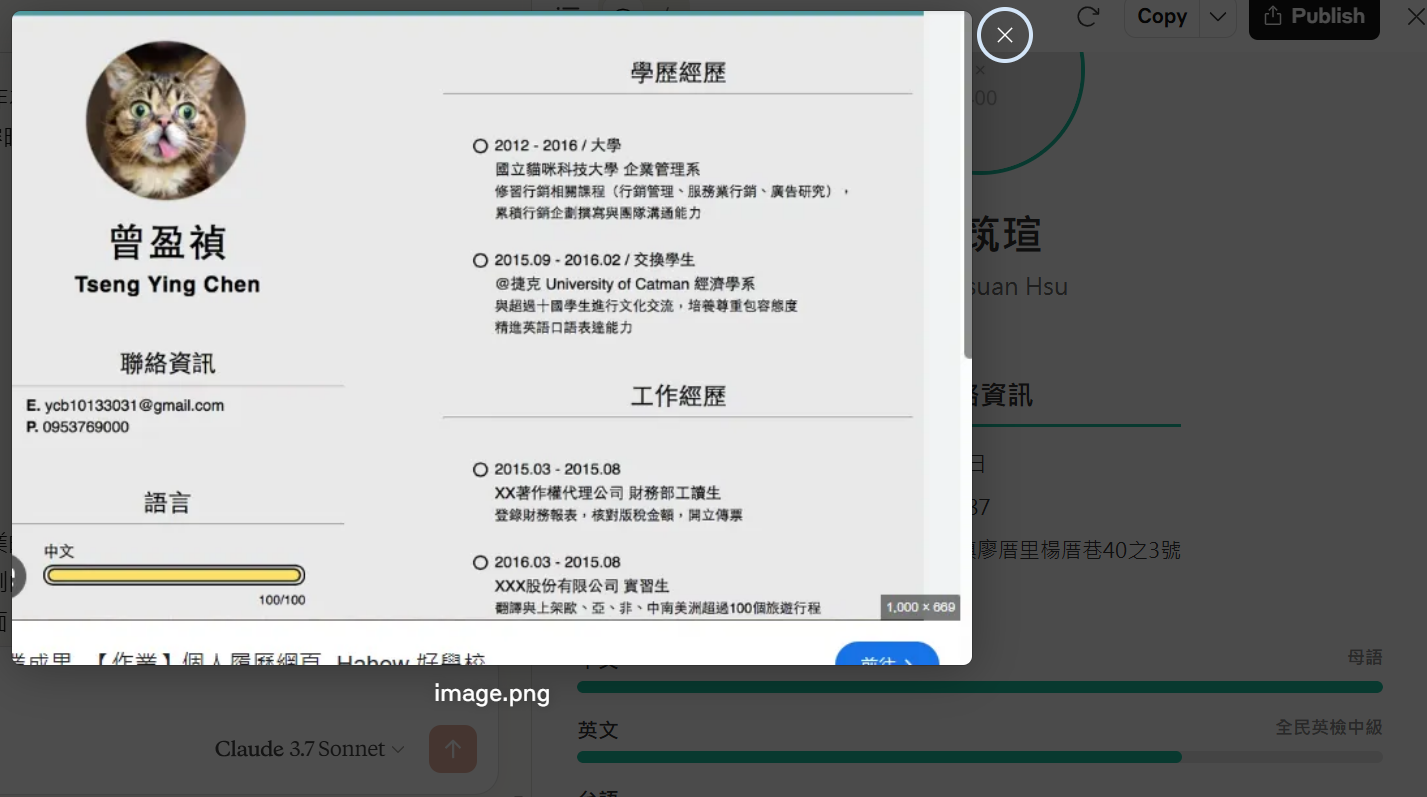 Copy
Publish
曾盈禎
Tseng Ying Chen
聯絡資訊
E. ycb10133031@gmail.com
P. 0953769000
語言
中文
100/100
學歷經歷
2012 - 2016 / 大學
國立貓咪科技大學 企業管理系
修習行銷相關課程（行銷管理、服務業行銷、廣告研究），
累積行銷企劃撰寫與團隊溝通能力
2015.09 - 2016.02 / 交換學生
@捷克 University of Catman 經濟學系
與超過十國學生進行文化交流，培養尊重包容態度
精進英語口語表達能力
工作經歷
2015.03 - 2015.08
XX著作權代理公司 財務部工讀生
登錄財務報表，核對版稅金額，開立傳票
2016.03 - 2015.08
XXX股份有限公司 實習生
翻譯與上架歐、亞、非、中南美洲超過100個旅遊行程
1,000 × 669
業成果 【作業】個人履歷網頁 Hahow 好學校
前往
image.png
Claude 3.7 Sonnet
×
00
筑瑄
suan Hsu
資訊
日
37
廖厝里楊厝巷40之3號
母語
英文
全民英檢中級